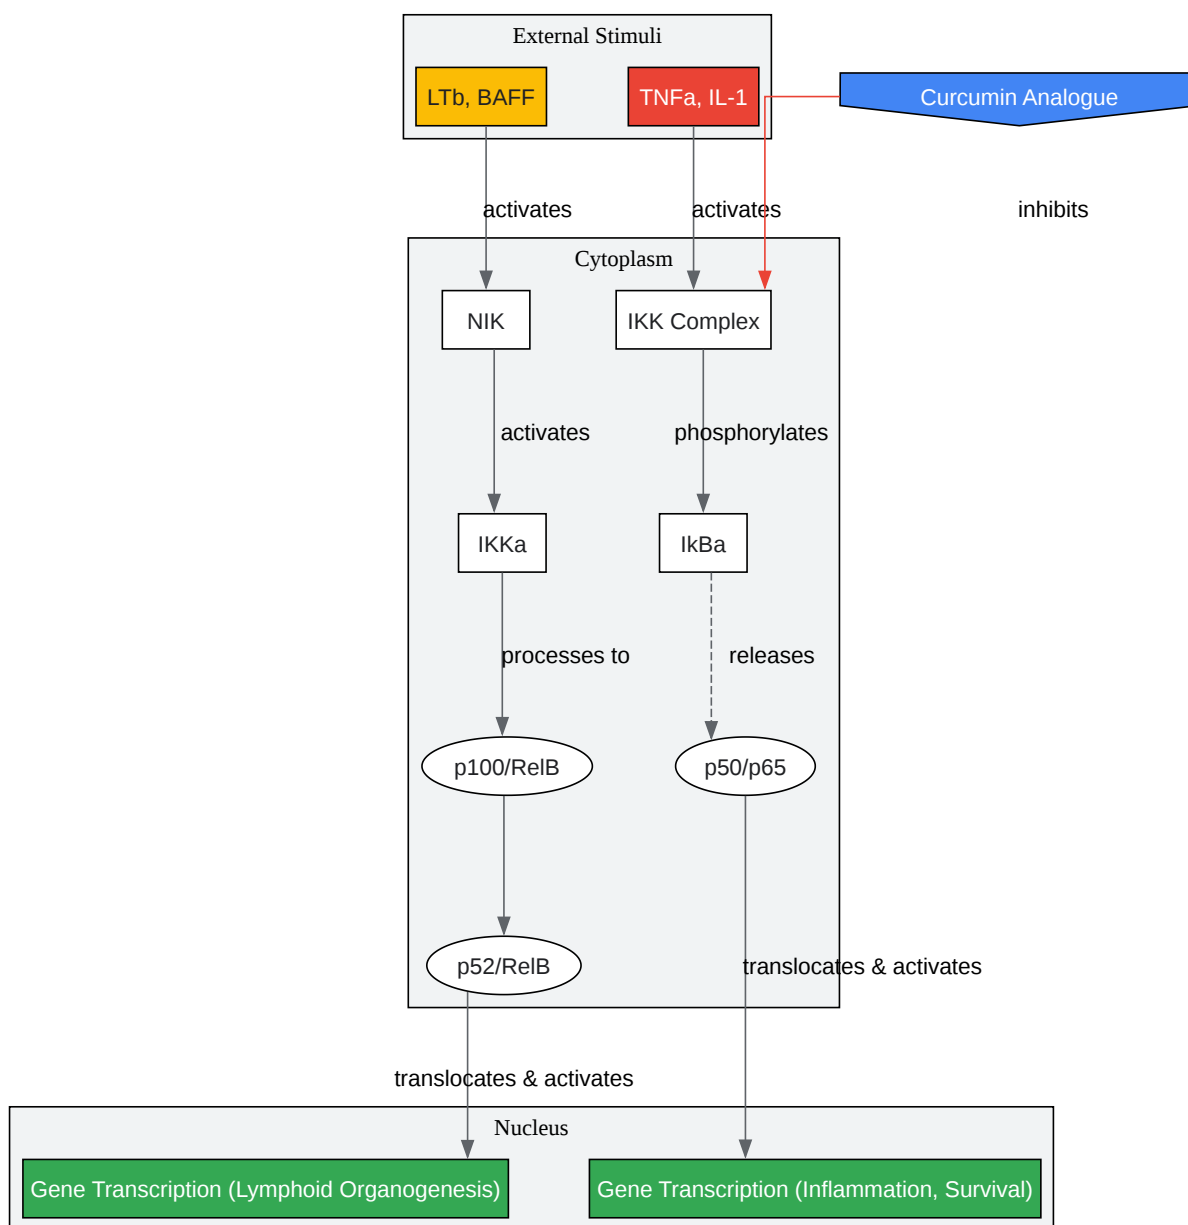 External Stimuli
LTb, BAFF
TNFa, IL-1
Curcumin Analogue
activates
activates
inhibits
Cytoplasm
NIK
IKK Complex
activates
phosphorylates
IKKa
IkBa
processes to
releases
p100/RelB
p50/p65
p52/RelB
translocates & activates
translocates & activates
Nucleus
Gene Transcription (Lymphoid Organogenesis)
Gene Transcription (Inflammation, Survival)